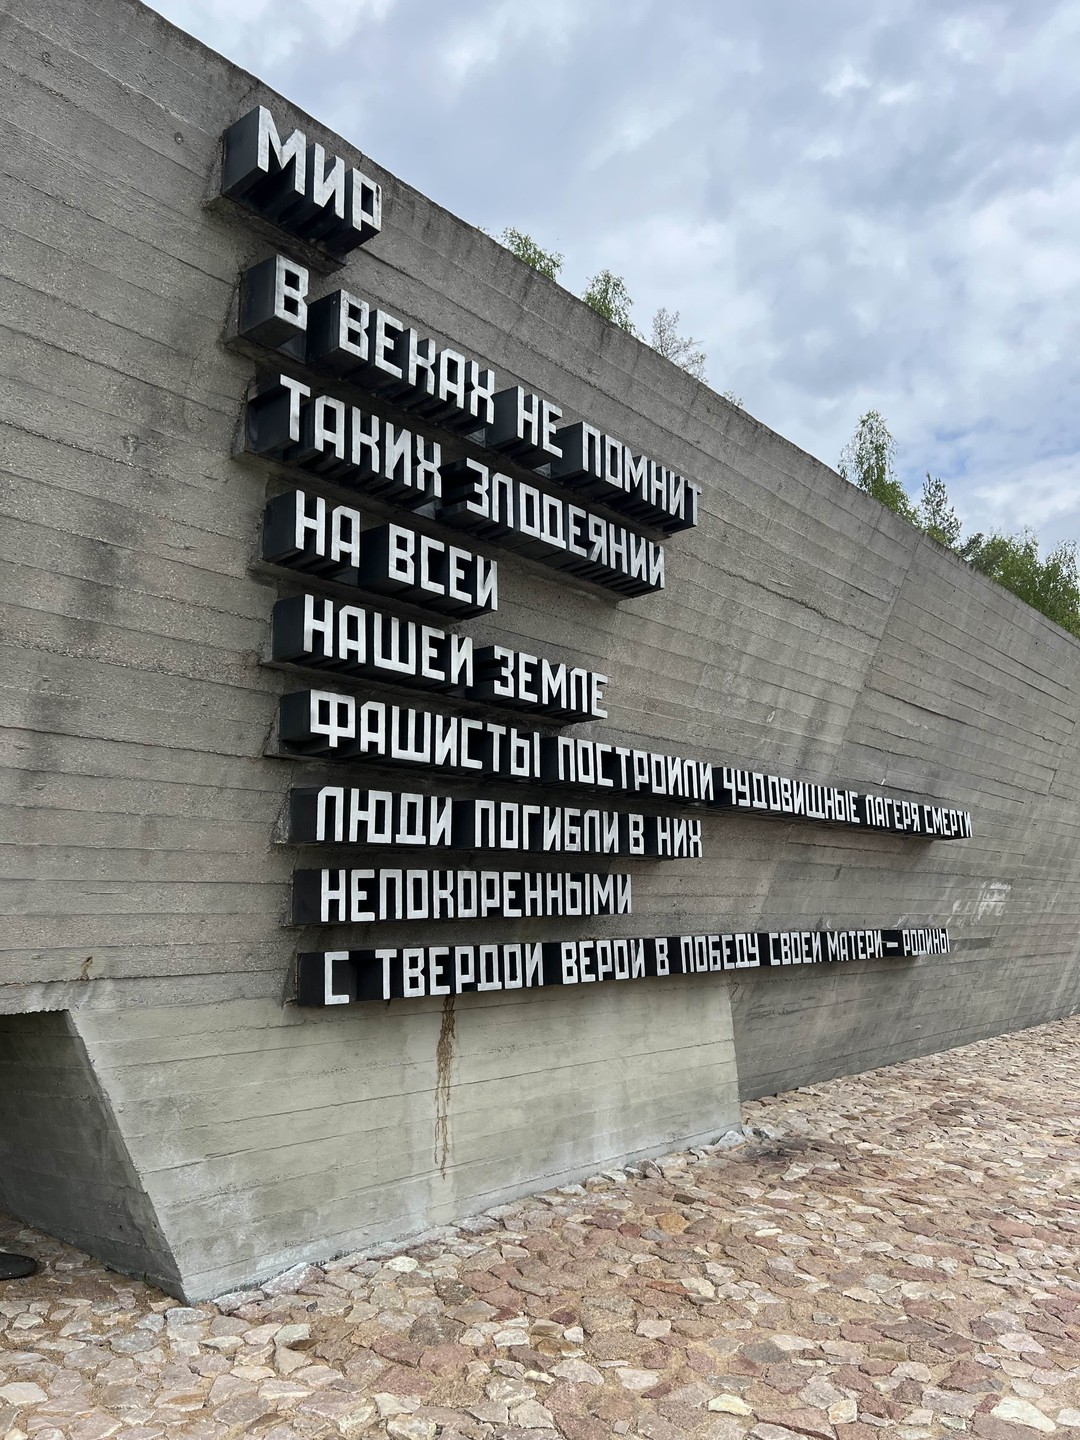 МИР
В ВЕКАХ НЕ ПОМНИТ
ТАКИХ ЗЛОДЕЯНИЙ
НА ВСЕЙ
НАШЕЙ ЗЕМЛЕ
ФАШИСТЫ ПОСТРОИЛИ ЧУДОВИЩНЫЕ ЛАГЕРЯ СМЕРТИ
ЛЮДИ ПОГИБЛИ В НИХ
НЕПОКОРЕННЫМИ
С ТВЕРДОЙ ВЕРОЙ В ПОБЕДУ СВОЕЙ МАТЕРИ — РОДИНЫ